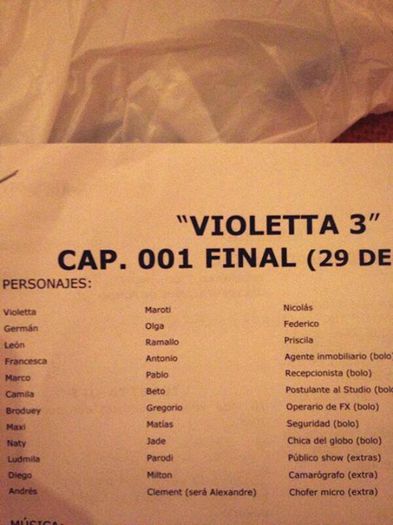 “VIOLETTA 3”
CAP. 001 FINAL (29 DE
PERSONAJES:
Violetta Maroti Nicolás
Germán Olga Federico
León Ramallo Priscila
Francesca Antonio Agente inmobiliario (bolo
Marco Pablo Recepcionista (bolo)
Camila Beto Postulante al Studio (bolo
Broduey Gregorio Operario de FX (bolo)
Maxi Matías Seguridad (bolo)
Naty Jade Chica del globo (bolo)
Ludmila Parodi Público show (extras)
Diego Milton Camarógrafo (extra)
Andrés Clement (será Alexandre) Chofer micro (extra)
MÚSICA: